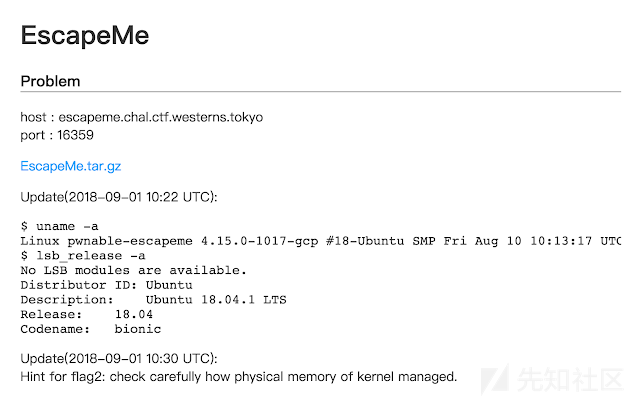 EscapeMe
Problem
host : escapeme.chal.ctf.westerns.tokyo
port : 16359
EscapeMe.tar.gz
Update(2018-09-01 10:22 UTC):
$ uname -a
Linux pwnable-escapeme 4.15.0-1017-gcp #18-Ubuntu SMP Fri Aug 10 10:13:17 UTC
$ lsb_release -a
No LSB modules are available.
Distributor ID: Ubuntu
Description:    Ubuntu 18.04.1 LTS
Release:    18.04
Codename:   bionic
Update(2018-09-01 10:30 UTC):
Hint for flag2: check carefully how physical memory of kernel managed.
先知社区